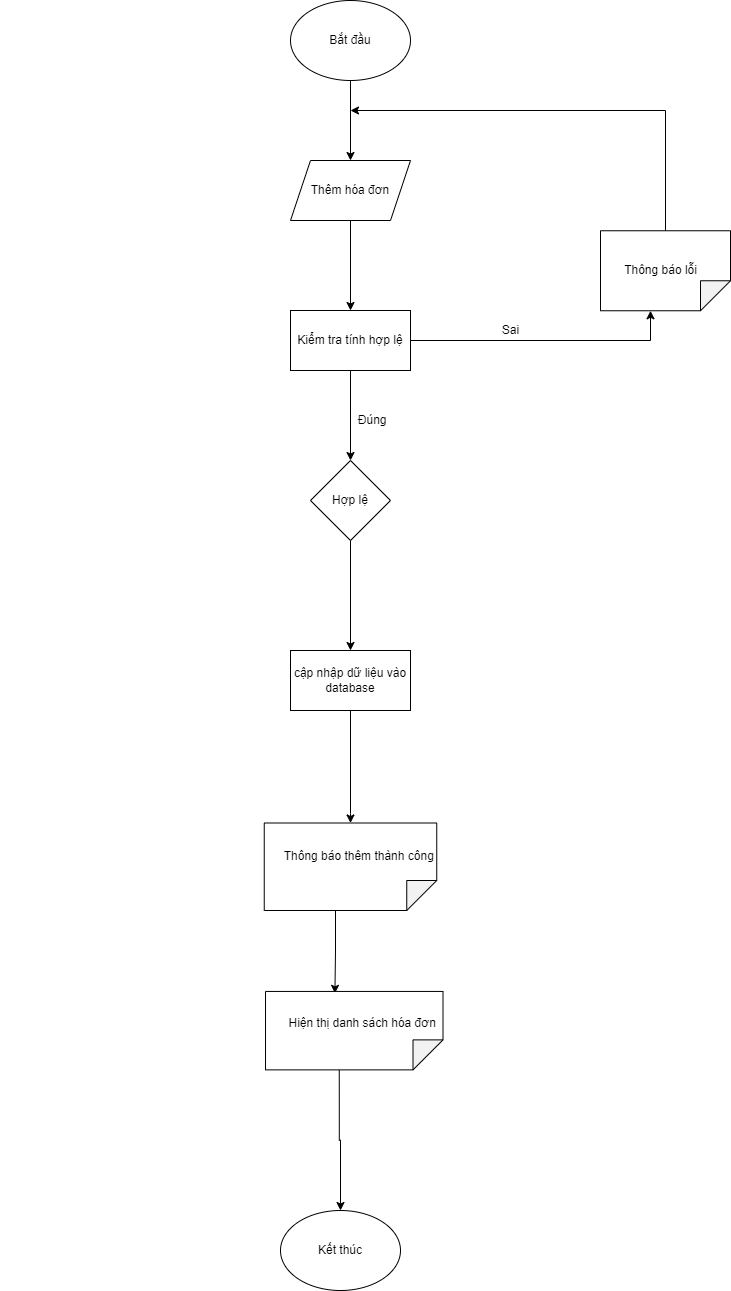 Bắt đầu
Thêm hóa đơn
Thông báo lỗi
Kiểm tra tính hợp lệ
Sai
Đúng
Hợp lệ
cập nhập dữ liệu vào
database
Thông báo thêm thành công
Hiện thị danh sách hóa đơn
Kết thúc